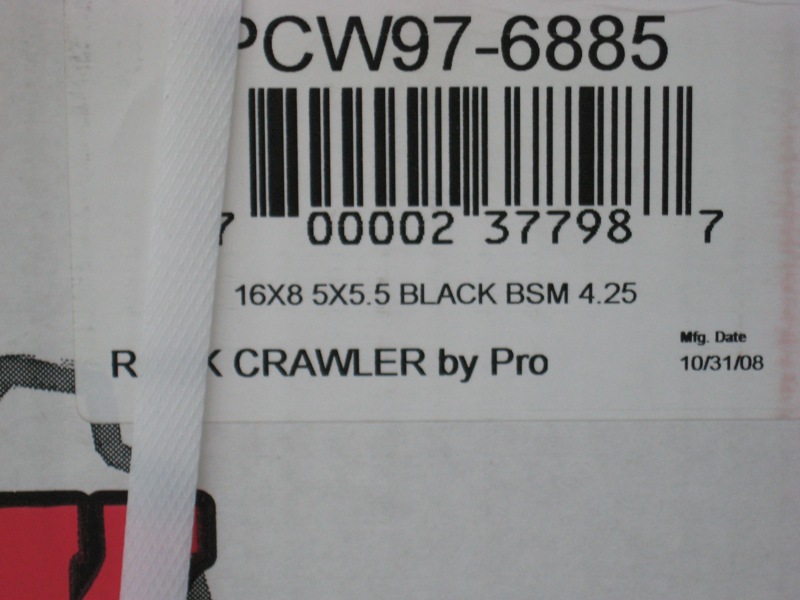 PCW97-6885
7 00002 37798 7
16X8 5X5.5 BLACK BSM 4.25
CRAWLER by Pro
Mfg. Date
10/31/08